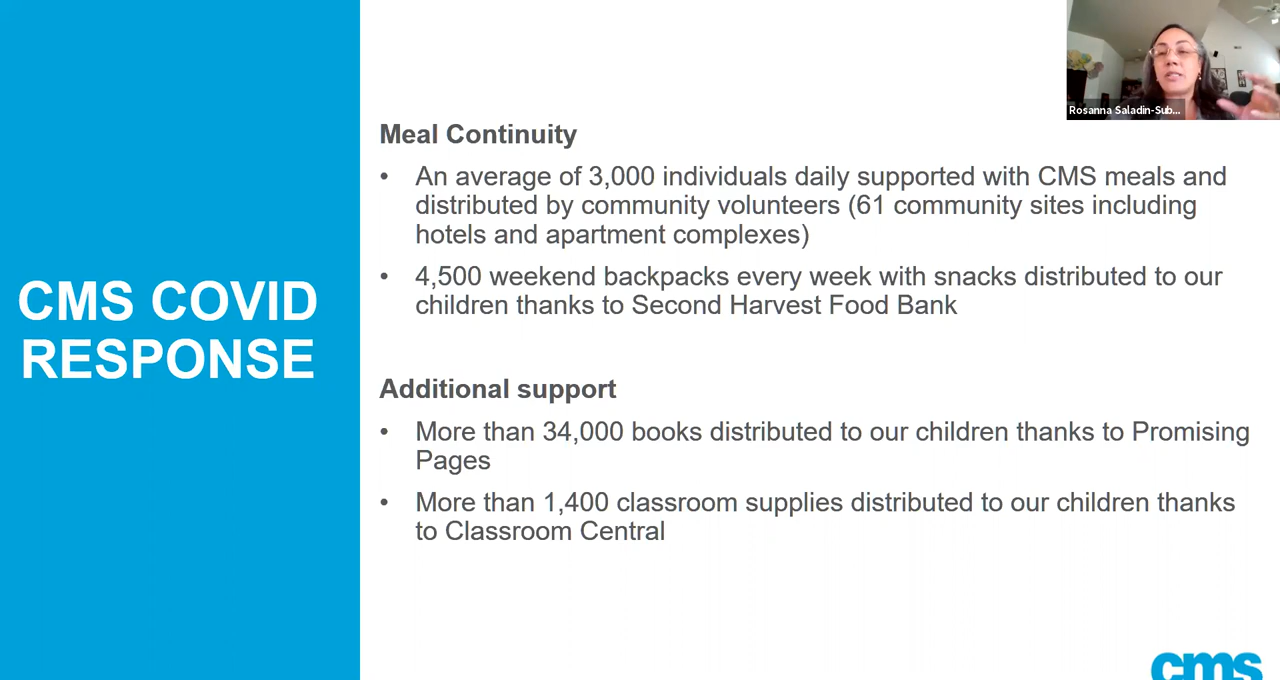 Rosanna Saladin-Sub...
Meal Continuity
• An average of 3,000 individuals daily supported with CMS meals and
distributed by community volunteers (61 community sites including
hotels and apartment complexes)
• 4,500 weekend backpacks every week with snacks distributed to our
children thanks to Second Harvest Food Bank
CMS COVID
RESPONSE
Additional support
• More than 34,000 books distributed to our children thanks to Promising
Pages
• More than 1,400 classroom supplies distributed to our children thanks
to Classroom Central
cms